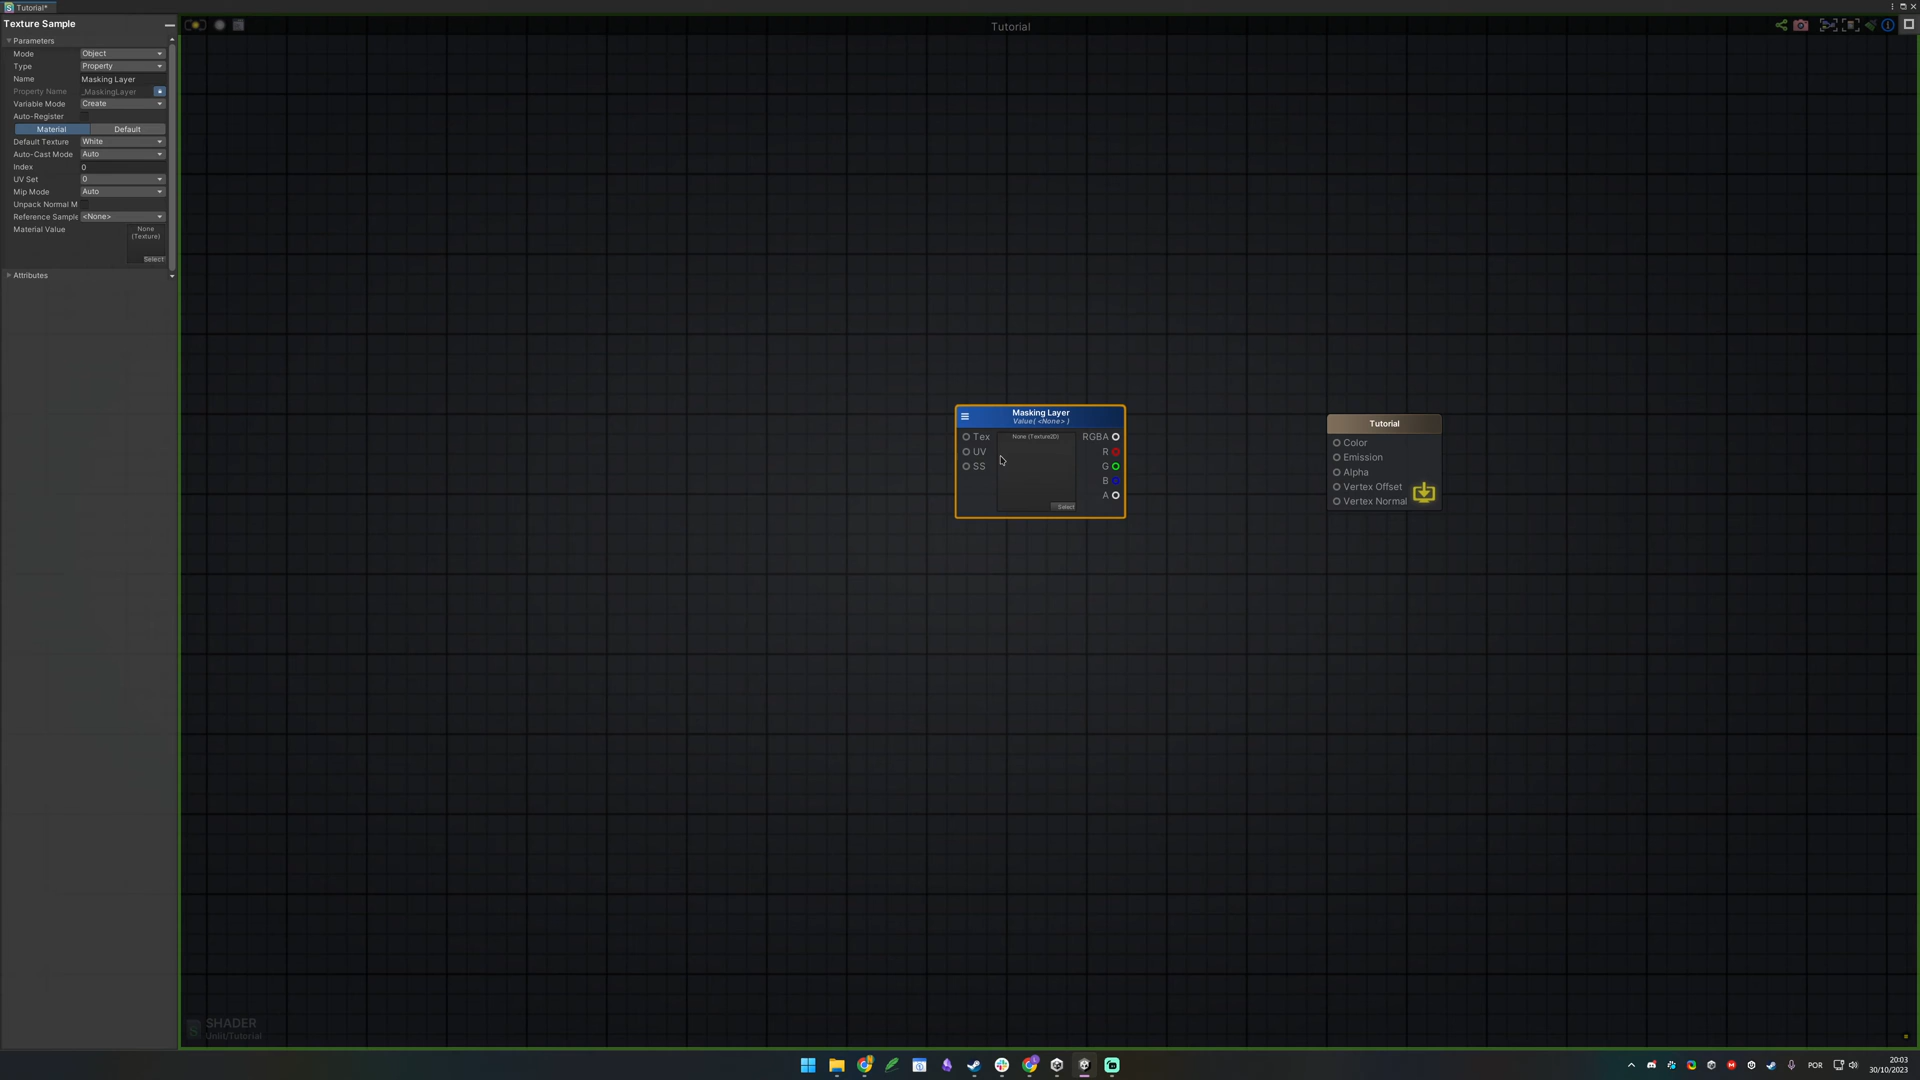 Tutorial*
Texture Sample
Tutorial
Parameters
Mode Object
Type Property
Name Masking Layer
Property Name _MaskingLayer
Variable Mode Create
Auto-Register
Material Default
Default Texture White
Auto-Cast Mode Auto
Index 0
UV Set 0
Mip Mode Auto
Unpack Normal M
Reference Sample <None>
Material Value None
(Texture)
Select
Attributes
Masking Layer
Value( <None> )
Tex None (Texture2D) RGBA
UV R
SS G
B
A
Select
Tutorial
Color
Emission
Alpha
Vertex Offset
Vertex Normal
SHADER
Unlit/Tutorial
POR
20:03
30/10/2023